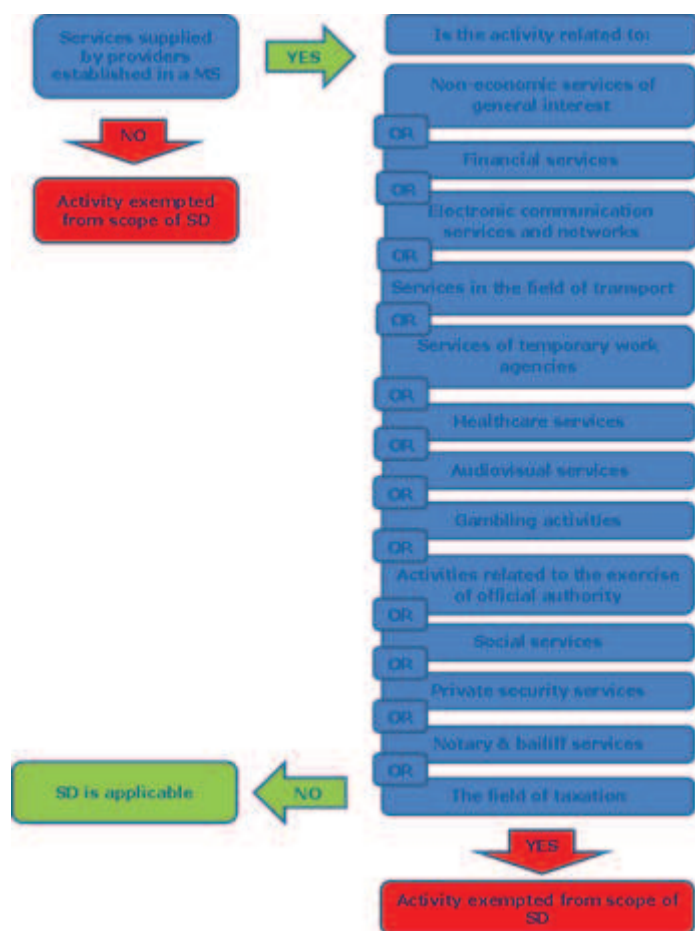 Services supplied
by providers
established in a MS
YES
NO
Activity exempted
from scope of SD
Is the activity related to:
Non-economic services of
general interest
OR
Financial services
OR
Electronic communication
services and networks
OR
Services in the field of transport
OR
Services of temporary work
agencies
OR
Healthcare services
OR
Audiovisual services
OR
Gambling activities
OR
Activities related to the exercise
of official authority
OR
Social services
OR
Private security services
OR
Notary & bailiff services
OR
The field of taxation
NO
SD is applicable
YES
Activity exempted from scope of
SD